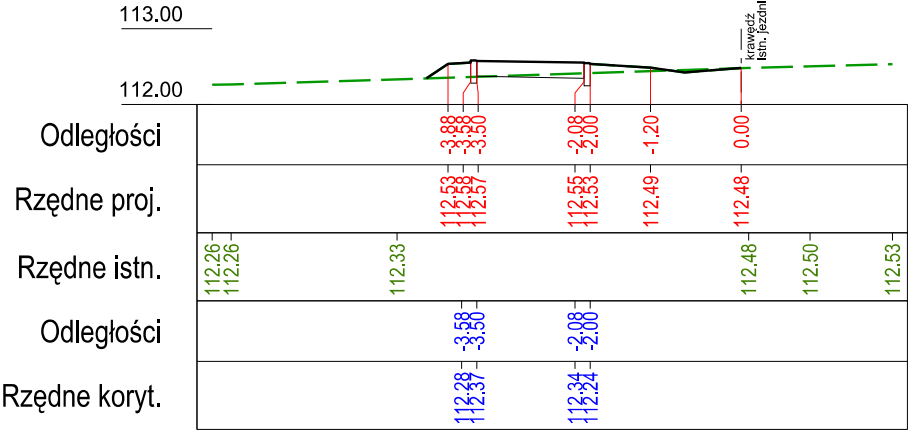 113.00
krawędź
Istn. jezdni
112.00
Odległości
-3.88 -3.58 -3.50 -2.08 -2.00 -1.20 0.00
Rzędne proj.
112.53 112.58 112.57 112.55 112.53 112.49 112.48
Rzędne istn.
112.26 112.26 112.33 112.48 112.50 112.53
Odległości
-3.58 -3.50 -2.08 -2.00
Rzędne koryt.
112.28 112.37 112.34 112.24